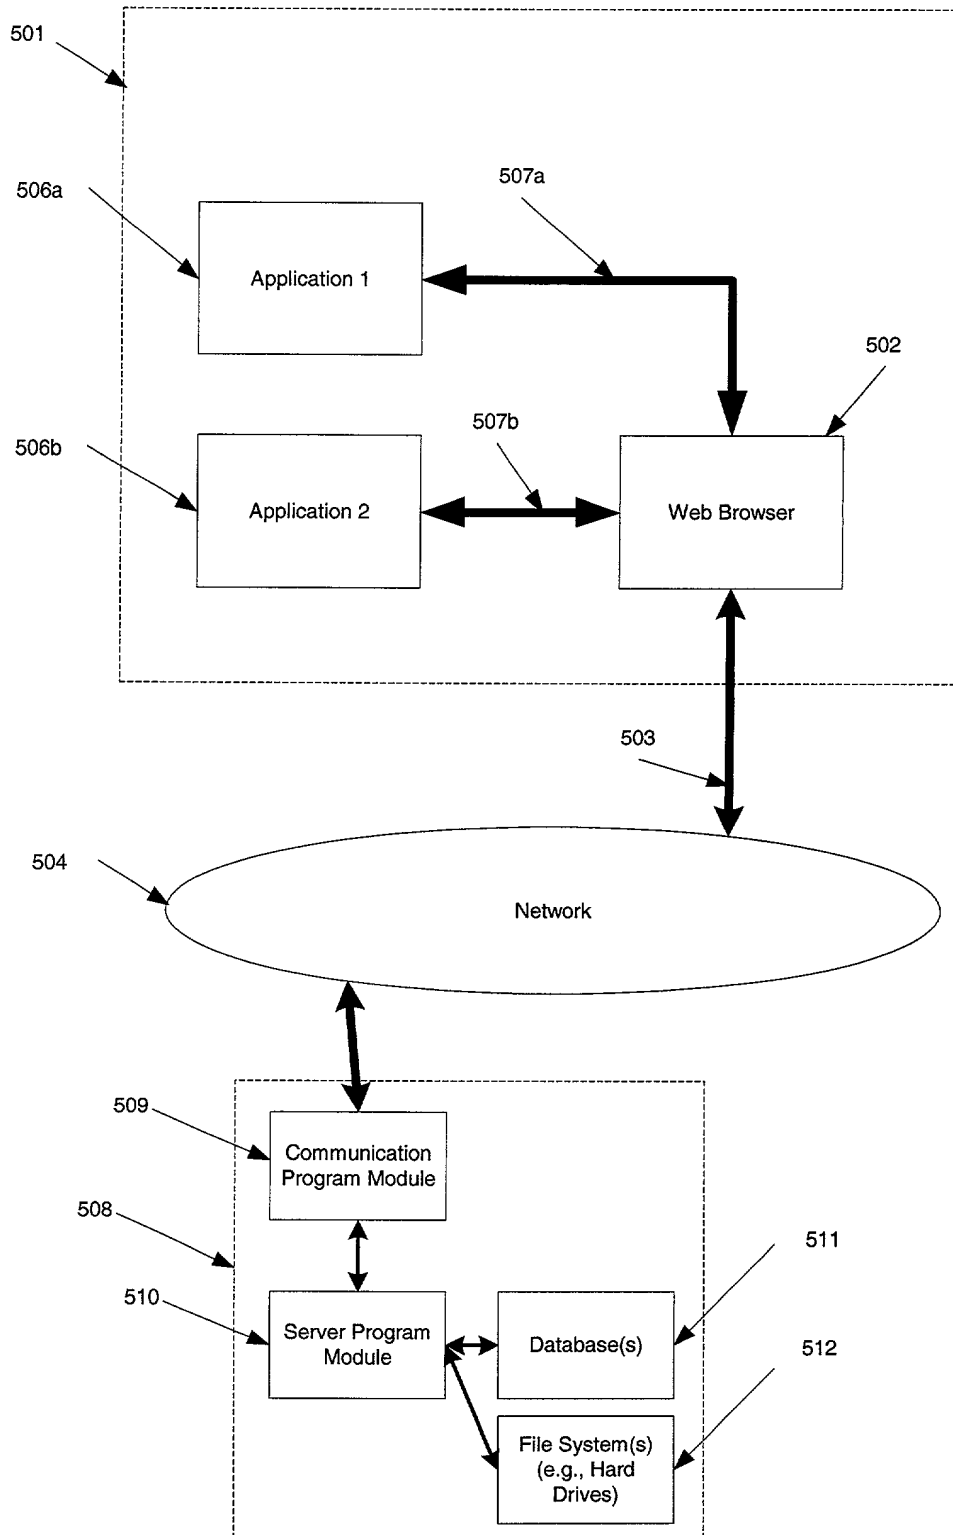 501
507a
506a
Application 1
502
507b
506b
Application 2
Web Browser
503
504
Network
509
Communication
Program Module
508
511
510
Server Program
Module
Database(s)
512
File System(s)
(e.g., Hard
Drives)